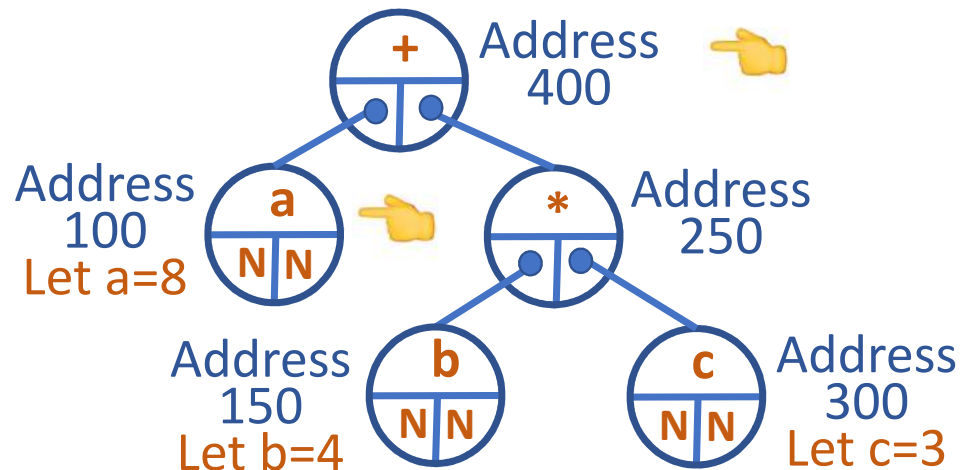 +
Address
400
Address
100
Let a=8
a
N N
*
Address
250
Address
150
Let b=4
b
N N
c
N N
Address
300
Let c=3